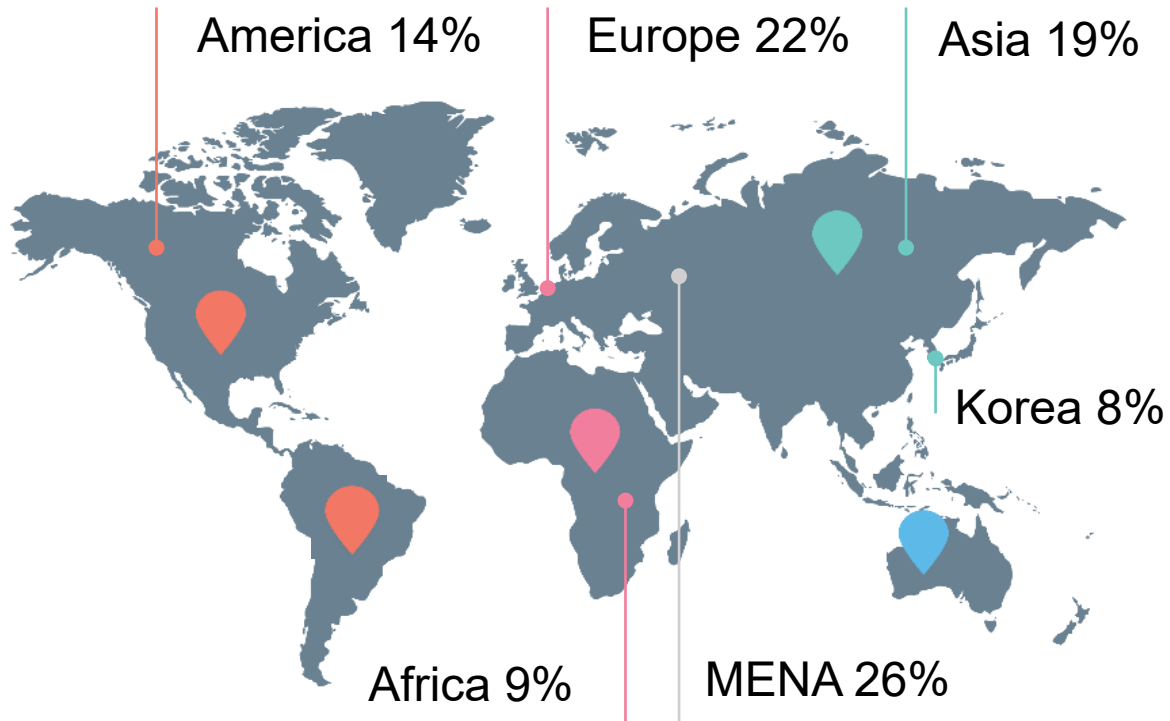 America 14%
Europe 22%
Asia 19%
Korea 8%
Africa 9%
MENA 26%